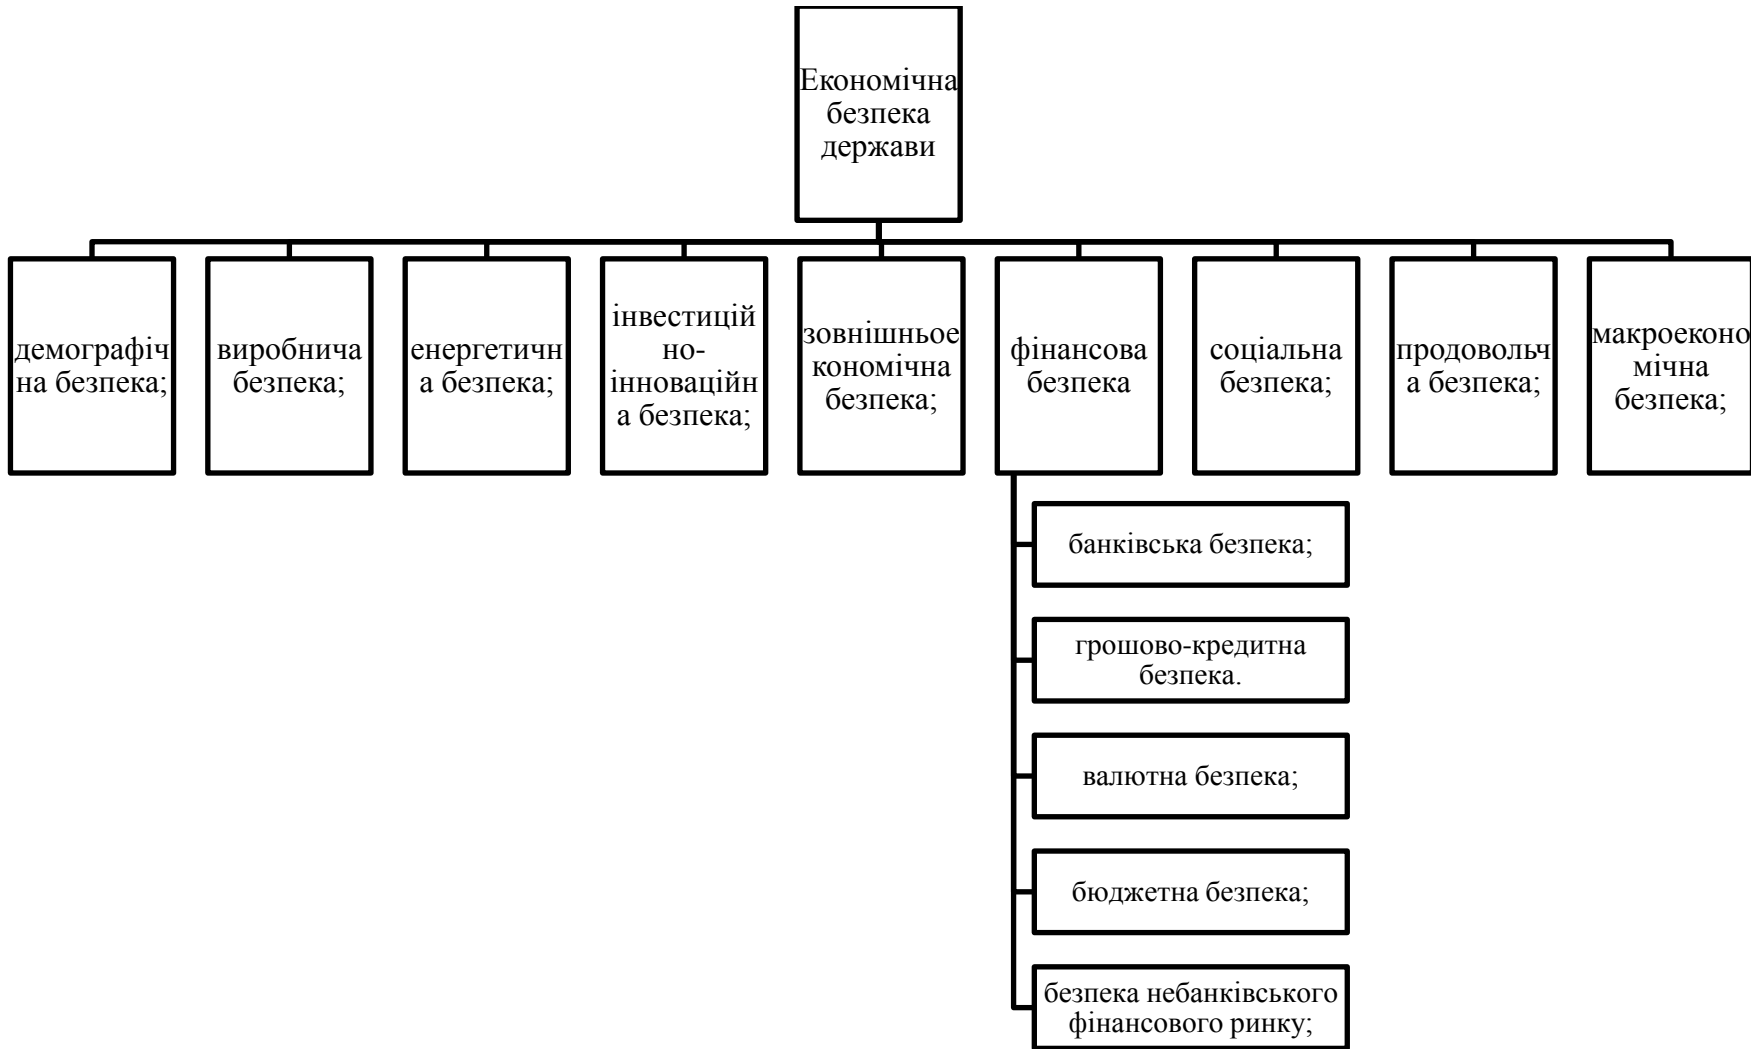 Економічна
безпека
держави
демографіч
на безпека;
виробнича
безпека;
енергетичн
а безпека;
інвестицій
но-
інноваційн
а безпека;
зовнішньое
кономічна
безпека;
фінансова
безпека
соціальна
безпека;
продовольч
а безпека;
макроеконо
мічна
безпека;
банківська безпека;
грошово-кредитна
безпека.
валютна безпека;
бюджетна безпека;
безпека небанківського
фінансового ринку;